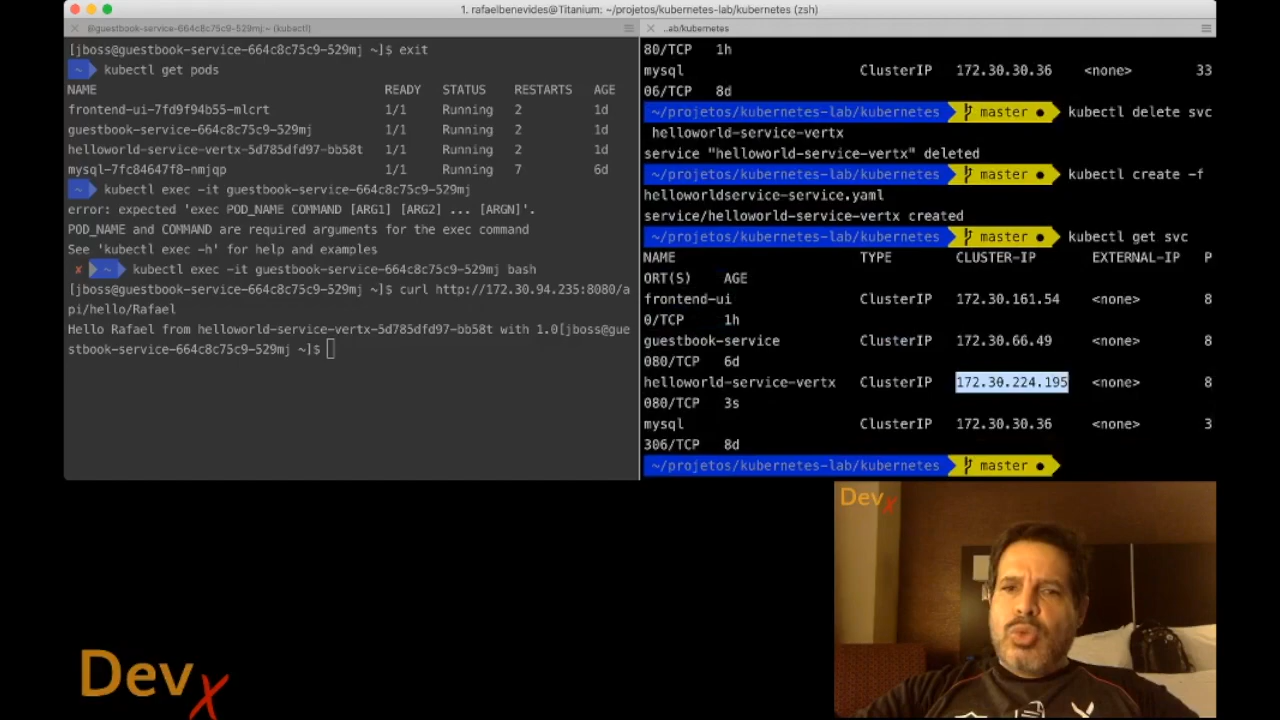 1. rafaelbenevides@Titanium: ~/projetos/kubernetes-lab/kubernetes (zsh)
@guestbook-service-664c8c75c9-529mj:~ (kubectl)
[jboss@guestbook-service-664c8c75c9-529mj ~]$ exit
~ kubectl get pods
NAME READY STATUS RESTARTS AGE
frontend-ui-7fd9f94b55-mlcrt 1/1 Running 2 1d
guestbook-service-664c8c75c9-529mj 1/1 Running 2 1d
helloworld-service-vertx-5d785dfd97-bb58t 1/1 Running 2 1d
mysql-7fc84647f8-nmjqp 1/1 Running 7 6d
~ kubectl exec -it guestbook-service-664c8c75c9-529mj
error: expected 'exec POD_NAME COMMAND [ARG1] [ARG2] ... [ARGN]'.
POD_NAME and COMMAND are required arguments for the exec command
See 'kubectl exec -h' for help and examples
✗ ~ kubectl exec -it guestbook-service-664c8c75c9-529mj bash
[jboss@guestbook-service-664c8c75c9-529mj ~]$ curl http://172.30.94.235:8080/a
pi/hello/Rafael
Hello Rafael from helloworld-service-vertx-5d785dfd97-bb58t with 1.0[jboss@gue
stbook-service-664c8c75c9-529mj ~]$
..ab/kubernetes
80/TCP 1h
mysql ClusterIP 172.30.30.36 <none> 33
06/TCP 8d
~/projetos/kubernetes-lab/kubernetes master ● kubectl delete svc
helloworld-service-vertx
service "helloworld-service-vertx" deleted
~/projetos/kubernetes-lab/kubernetes master ● kubectl create -f
helloworldservice-service.yaml
service/helloworld-service-vertx created
~/projetos/kubernetes-lab/kubernetes master ● kubectl get svc
NAME TYPE CLUSTER-IP EXTERNAL-IP P
ORT(S) AGE
frontend-ui ClusterIP 172.30.161.54 <none> 8
0/TCP 1h
guestbook-service ClusterIP 172.30.66.49 <none> 8
080/TCP 6d
helloworld-service-vertx ClusterIP 172.30.224.195 <none> 8
080/TCP 3s
mysql ClusterIP 172.30.30.36 <none> 3
306/TCP 8d
~/projetos/kubernetes-lab/kubernetes master ●
Dev x
Dev x